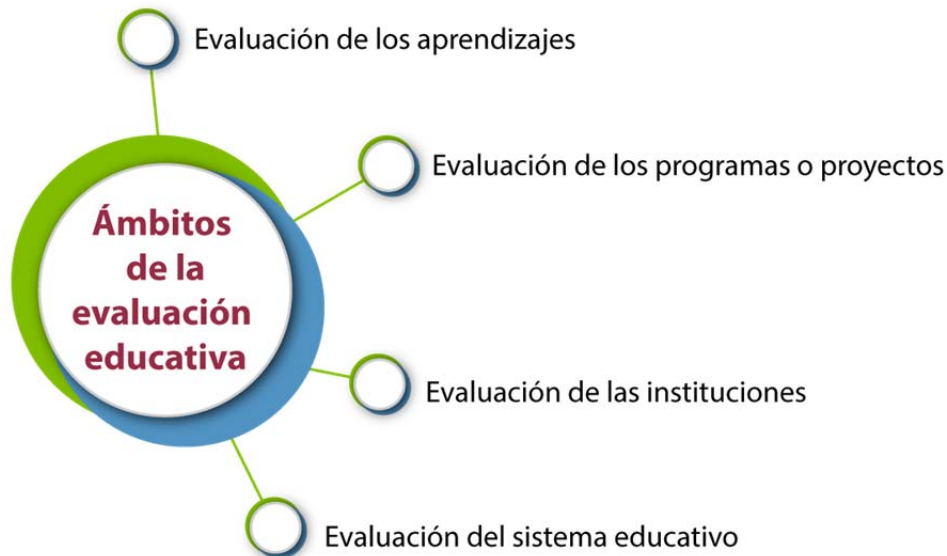 Evaluación de los aprendizajes
Evaluación de los programas o proyectos
Ámbitos
de la
evaluación
educativa
Evaluación de las instituciones
Evaluación del sistema educativo